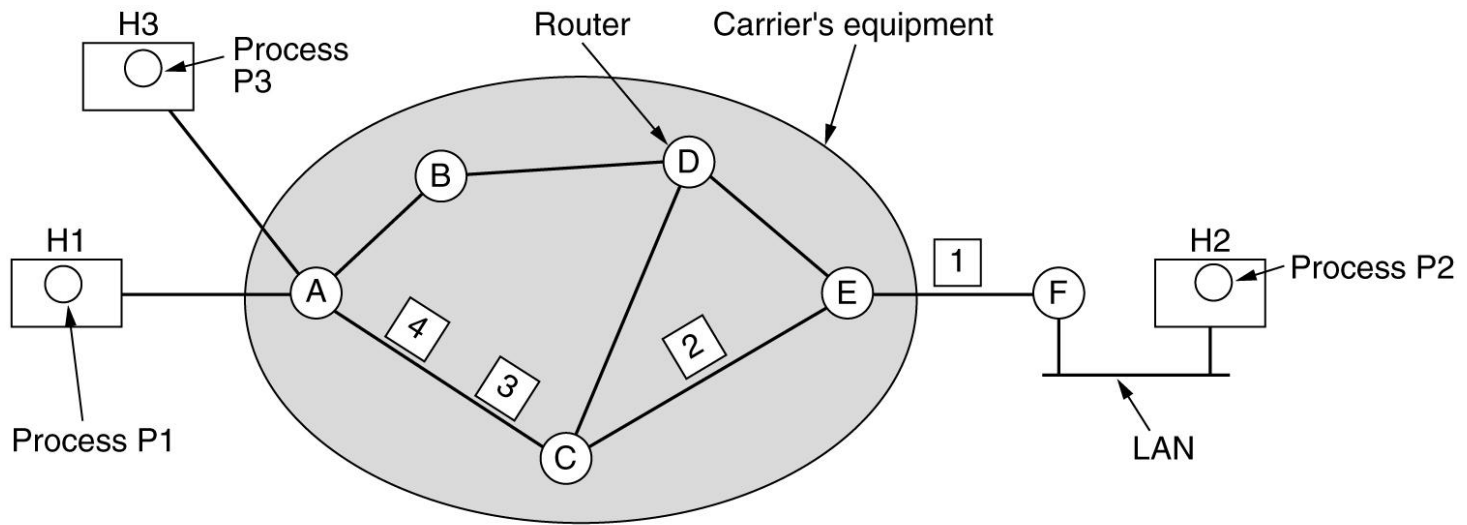 H3
Process
P3
Router
Carrier's equipment
B
D
H1
A
E
1
F
H2
Process P2
4
3
2
C
Process P1
LAN